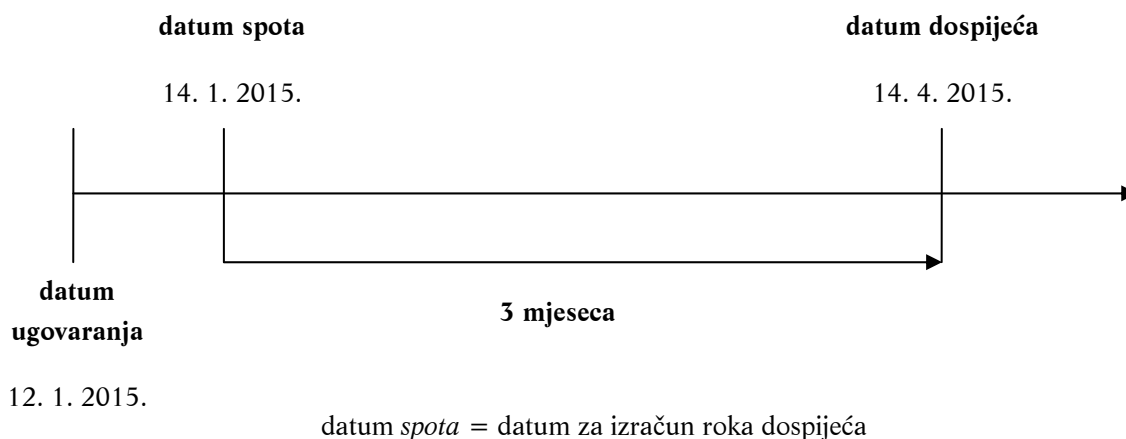 datum spota
datum dospijeća
14. 1. 2015.
14. 4. 2015.
datum
ugovaranja
3 mjeseca
12. 1. 2015.
datum spota = datum za izračun roka dospijeća